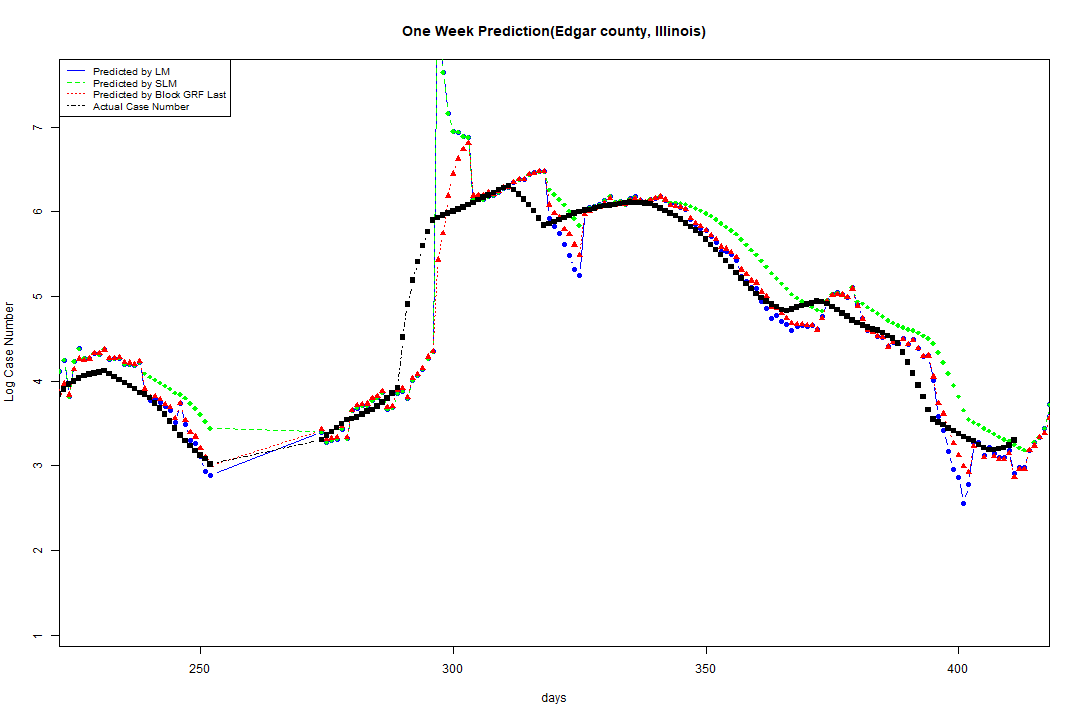 One Week Prediction(Edgar county, Illinois)
Predicted by LM
Predicted by SLM
Predicted by Block GRF Last
Actual Case Number
Log Case Number
7
6
5
4
3
2
1
250
300
350
400
days